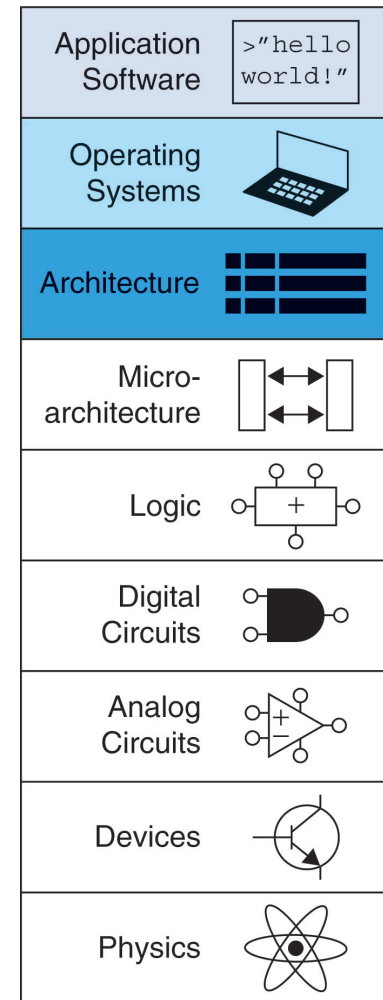 Application
Software
>"hello
world!"
Operating
Systems
Architecture
Micro-
architecture
Logic
+
Digital
Circuits
Analog
Circuits
+
−
Devices
Physics